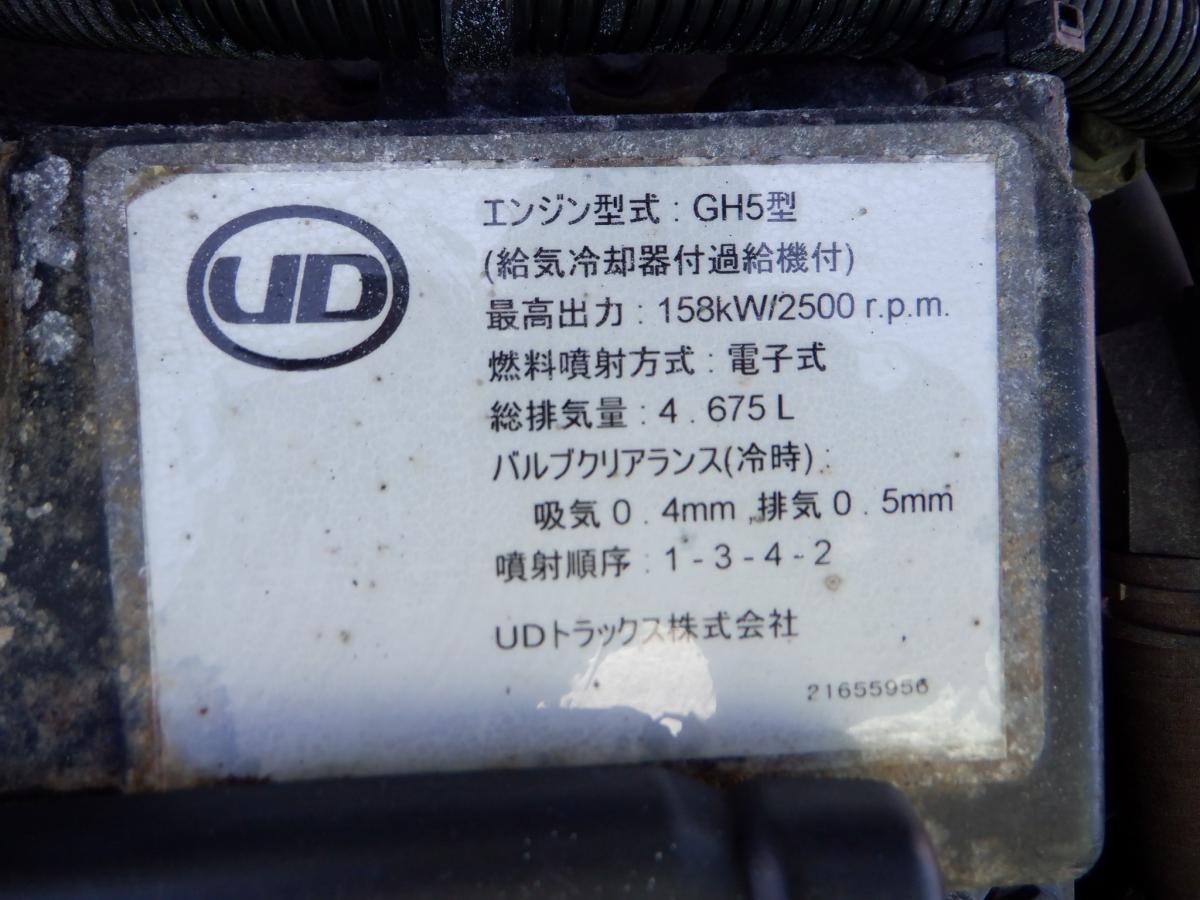 UD
エンジン型式 : GH5型
(給気冷却器付過給機付)
最高出力 : 158kW/2500 r.p.m.
燃料噴射方式 : 電子式
総排気量 : 4 . 675 L
バルブクリアランス(冷時) :
吸気 0 . 4mm ,排気 0 . 5mm
噴射順序 : 1 - 3 - 4 - 2
UDトラックス株式会社
21655956